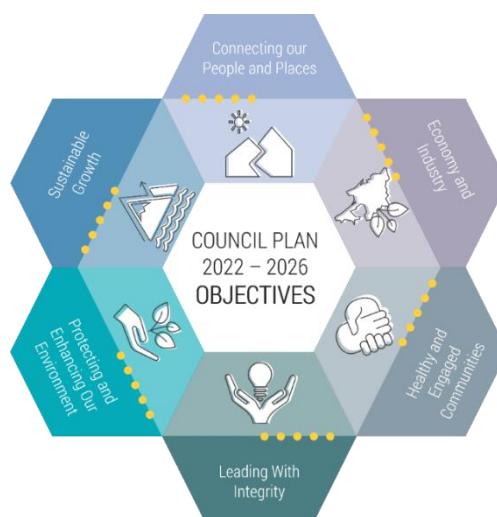 Connecting our
People and Places
Economy and
Industry
Healthy and
Engaged
Communities
Leading With
Integrity
Protecting and
Enhancing Our
Environment
Sustainable
Growth
COUNCIL PLAN
2022 – 2026
OBJECTIVES